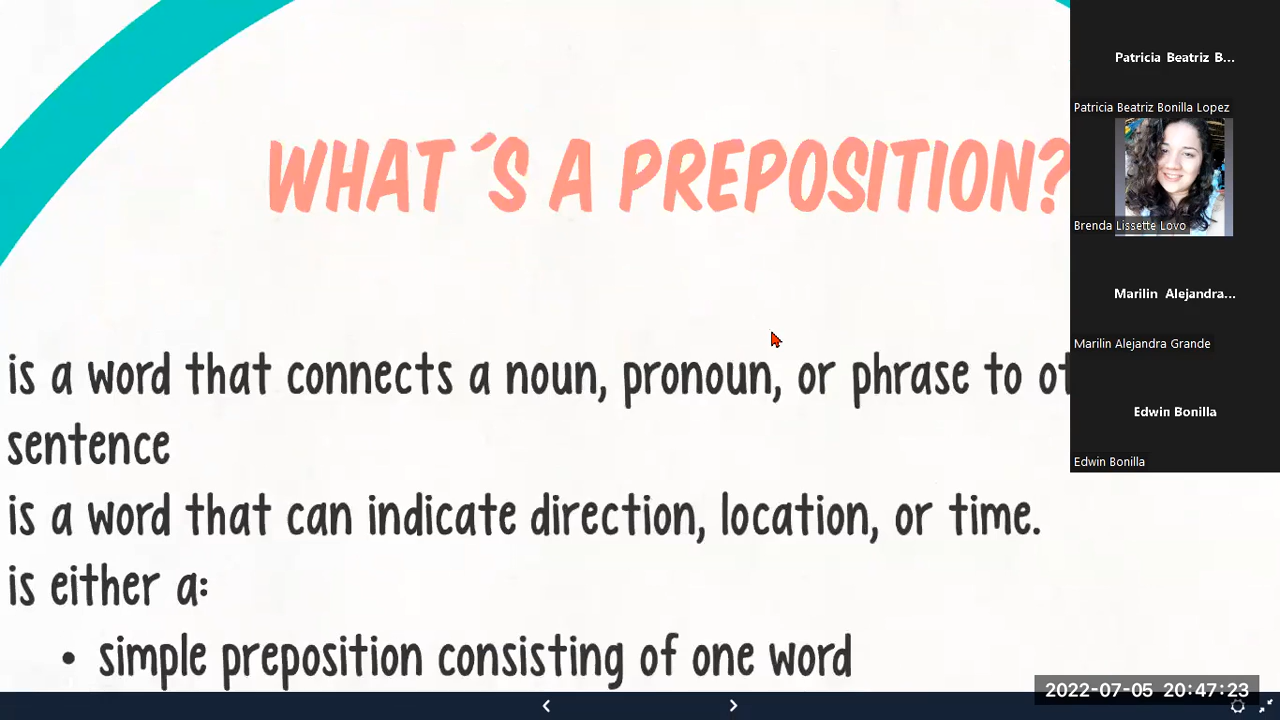 WHAT´S A PREPOSITION?
is a word that connects a noun, pronoun, or phrase to
sentence
is a word that can indicate direction, location, or time.
is either a:
• simple preposition consisting of one word
Patricia Beatriz B...
Patricia Beatriz Bonilla Lopez
Brenda Lissette Lovo
Marilin Alejandra...
Marilin Alejandra Grande
Edwin Bonilla
Edwin Bonilla
2022-07-05 20:47:23